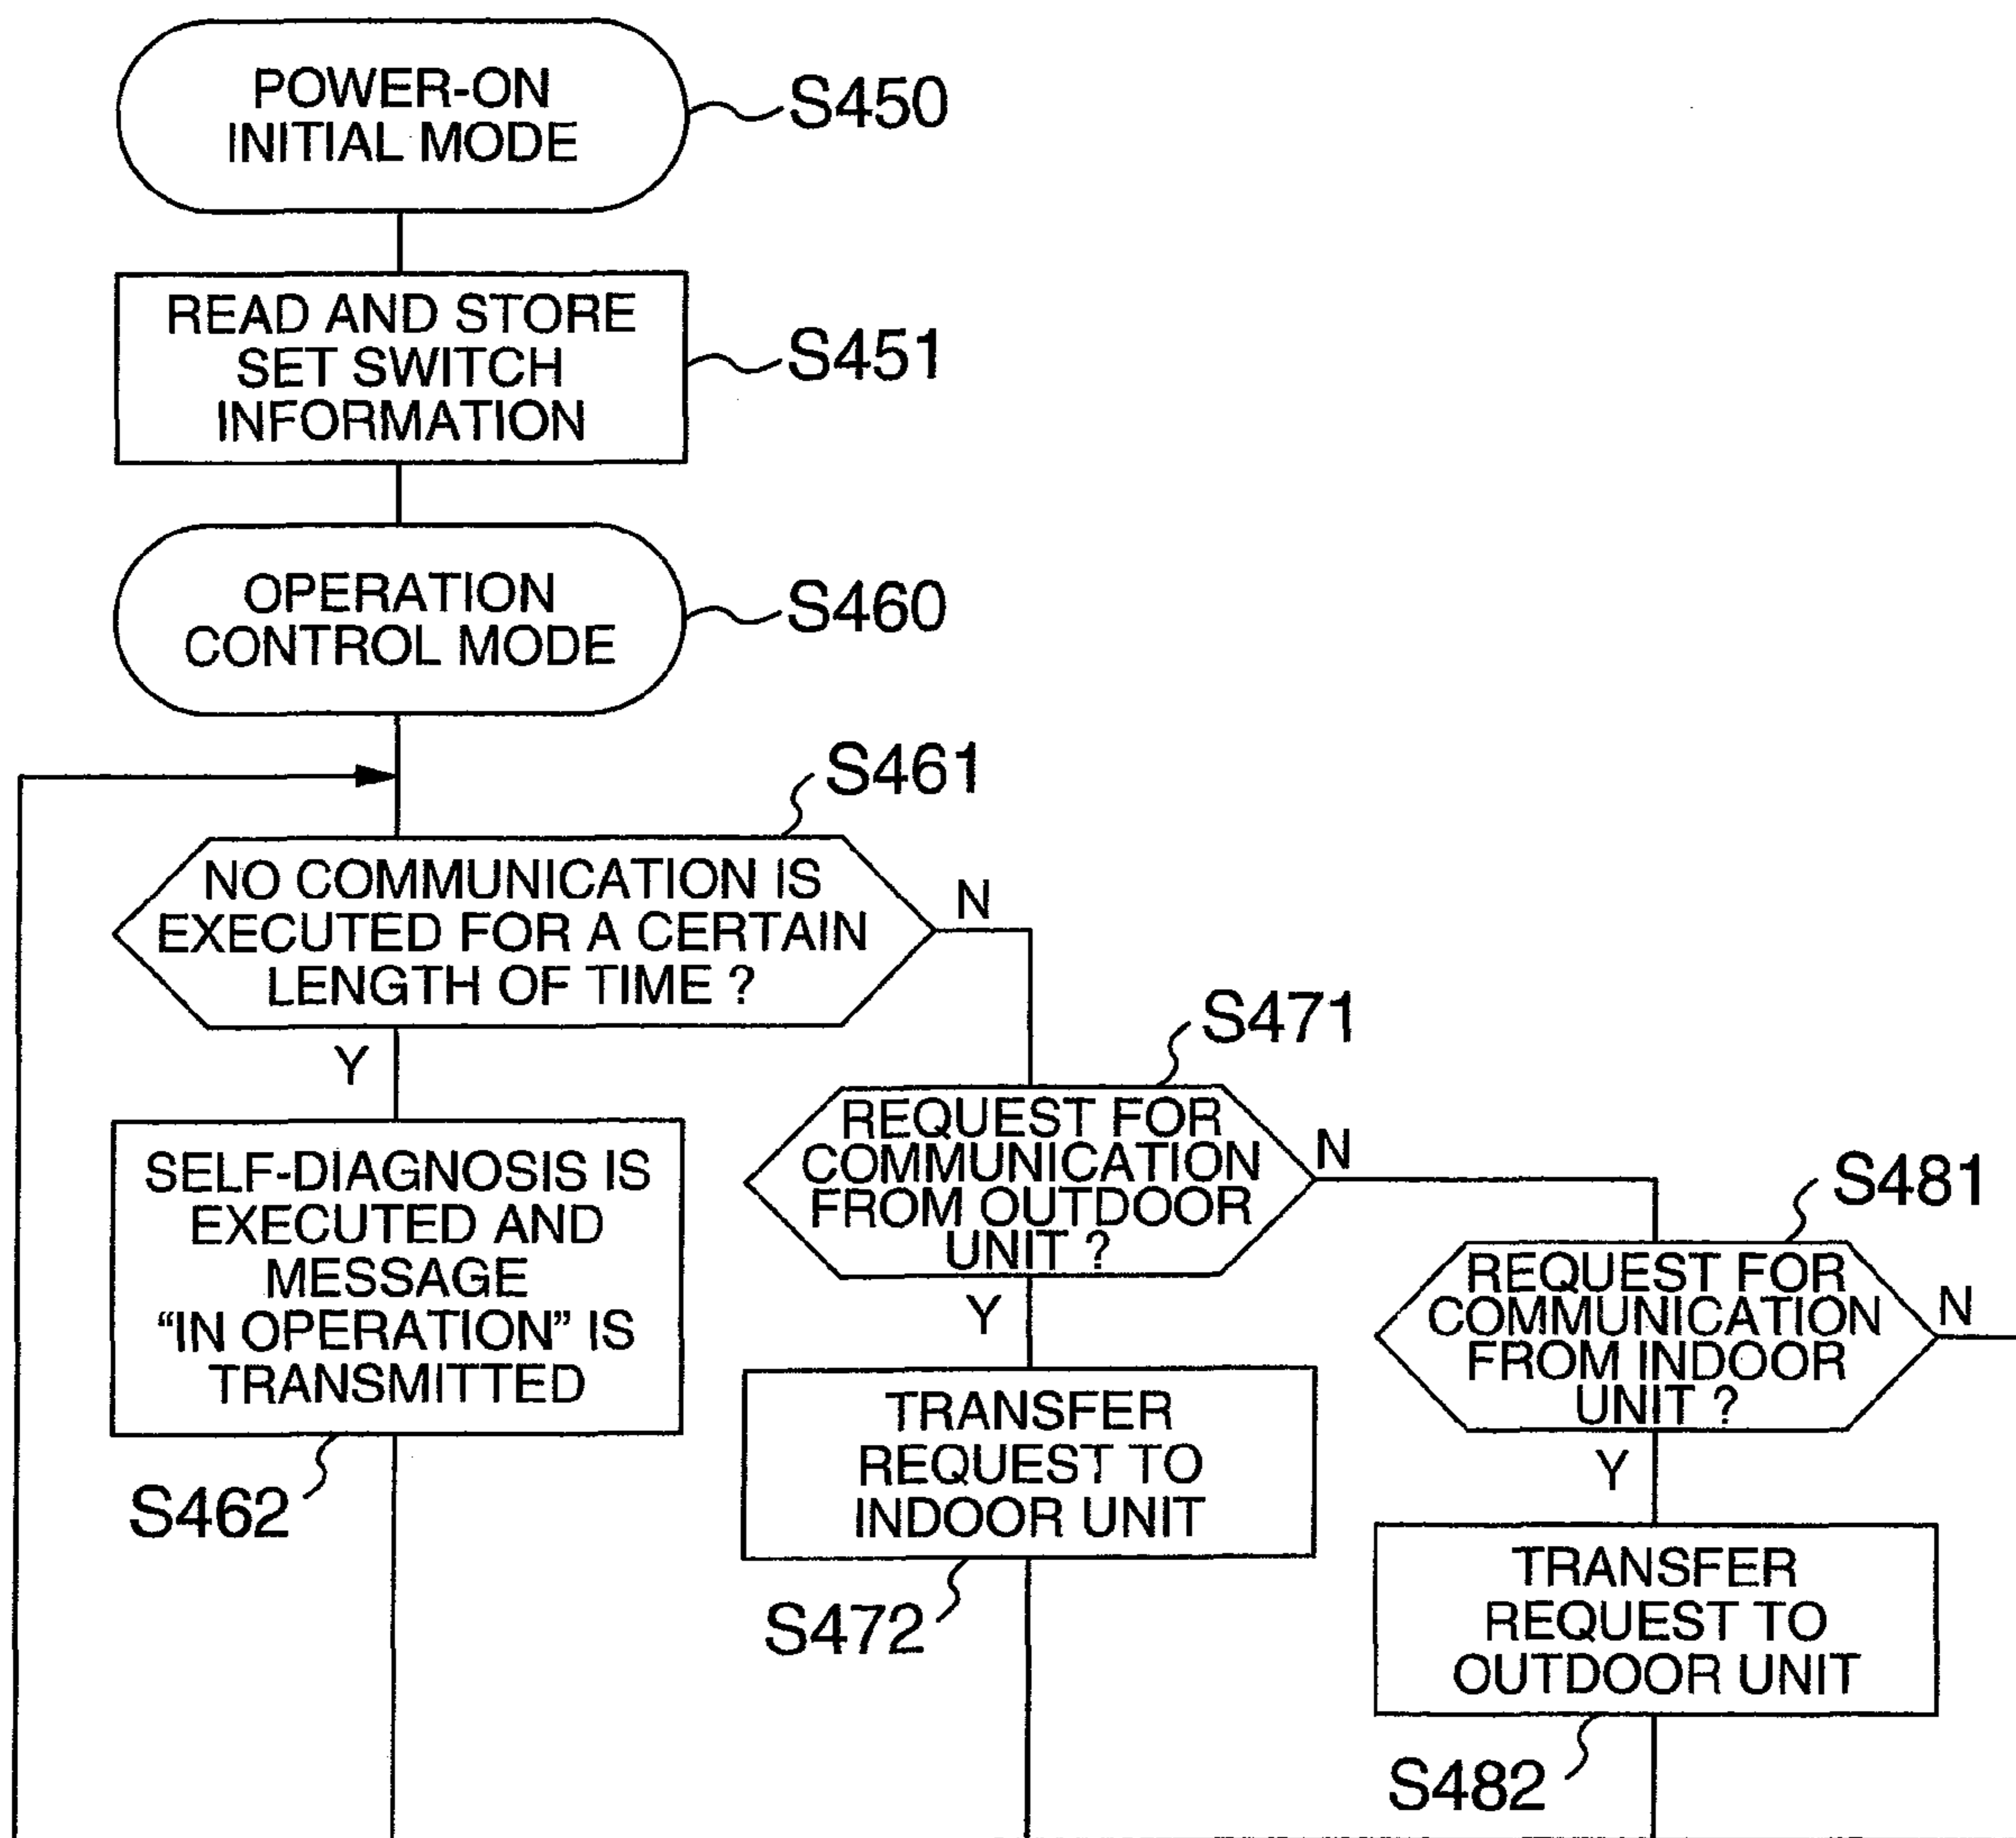 POWER-ON
INITIAL MODE
S450
READ AND STORE
SET SWITCH
INFORMATION
S451
OPERATION
CONTROL MODE
S460
S461
NO COMMUNICATION IS
EXECUTED FOR A CERTAIN
LENGTH OF TIME ?
N
Y
S471
REQUEST FOR
COMMUNICATION
FROM OUTDOOR
UNIT ?
N
Y
S481
REQUEST FOR
COMMUNICATION
FROM INDOOR
UNIT ?
N
Y
SELF-DIAGNOSIS IS
EXECUTED AND
MESSAGE
“IN OPERATION” IS
TRANSMITTED
S462
TRANSFER
REQUEST TO
INDOOR UNIT
S472
TRANSFER
REQUEST TO
OUTDOOR UNIT
S482